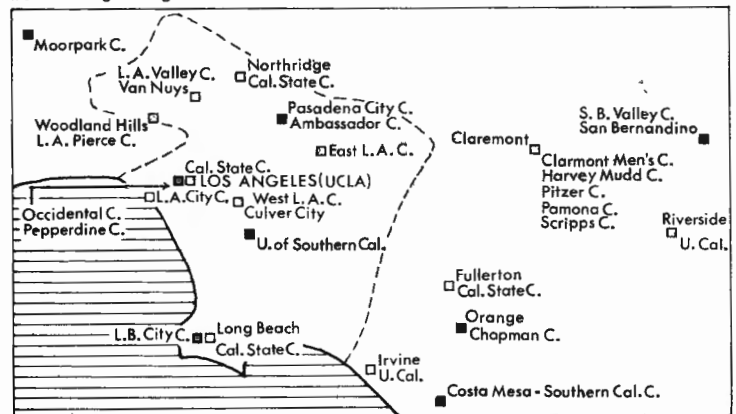 Moorpark C.
L.A. Valley C.
Van Nuys
Northridge
Cal. State C.
Woodland Hills
L.A. Pierce C.
Pasadena City C.
Ambassador C.
East L.A.C.
S. B. Valley C.
San Bernandino
Claremont
Clarmont Men's C.
Harvey Mudd C.
Pitzer C.
Pamona C.
Scripps C.
Cal. State C.
LOS ANGELES (UCLA)
L.A. City C.
West L.A.C.
Culver City
Occidental C.
Pepperdine C.
U. of Southern Cal.
Riverside
U. Cal.
Fullerton
Cal. State C.
Orange
Chapman C.
L.B. City C.
Long Beach
Cal. State C.
Irvine
U. Cal.
Costa Mesa - Southern Cal. C.